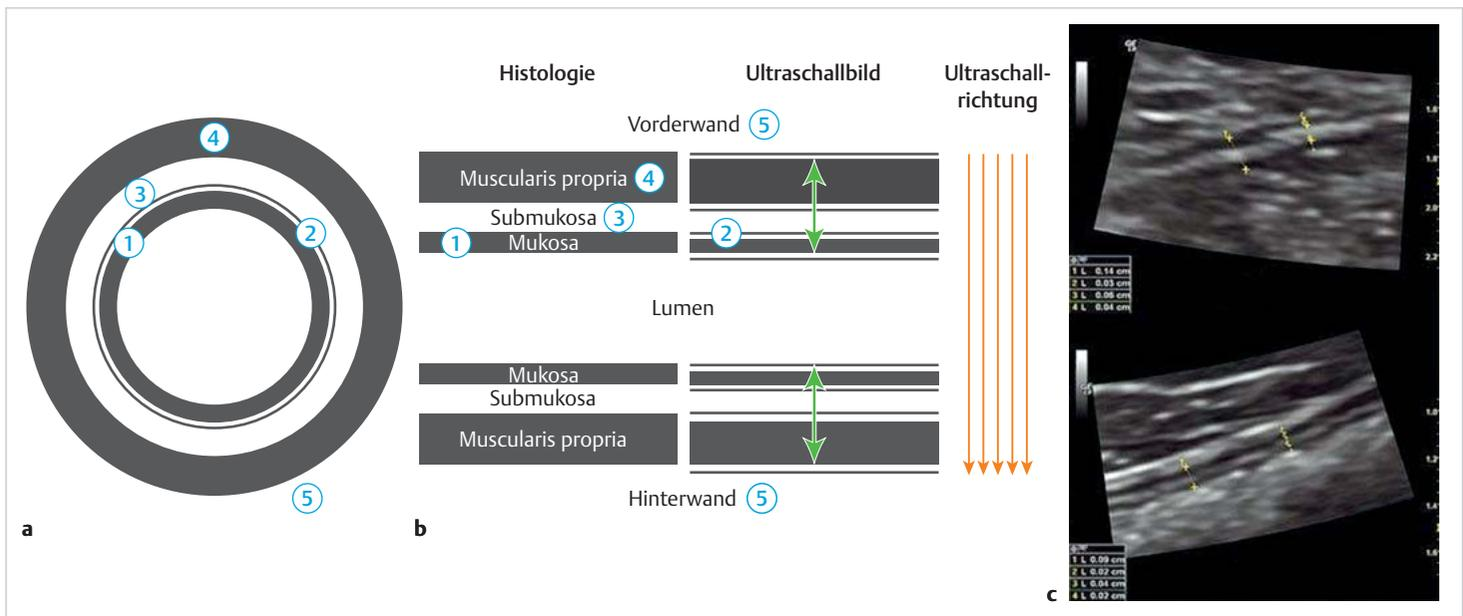 4
3
1
2
5
a
Histologie
Ultraschallbild
Ultraschall-
richtung
Vorderwand 5
Muscularis propria 4
Submukosa 3
2
1 Mukosa
Lumen
Mukosa
Submukosa
Muscularis propria
Hinterwand 5
b
1 L 0.14 cm
2 L 0.03 cm
3 L 0.06 cm
4 L 0.04 cm
1 L 0.09 cm
2 L 0.02 cm
3 L 0.04 cm
4 L 0.02 cm
c